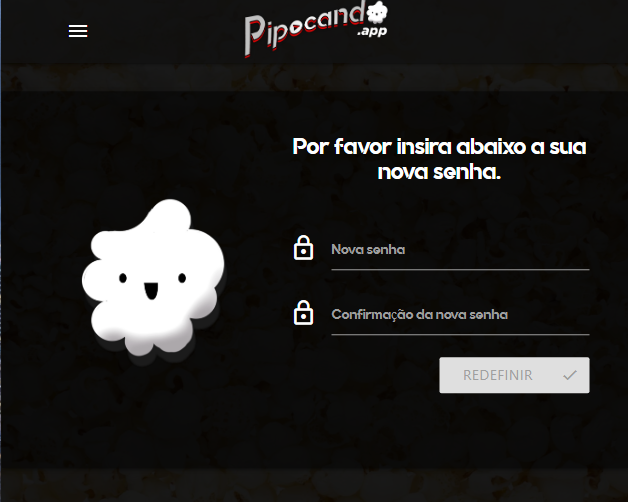 Pipocando
.app
Por favor insira abaixo a sua
nova senha.
Nova senha
Confirmação da nova senha
REDEFINIR